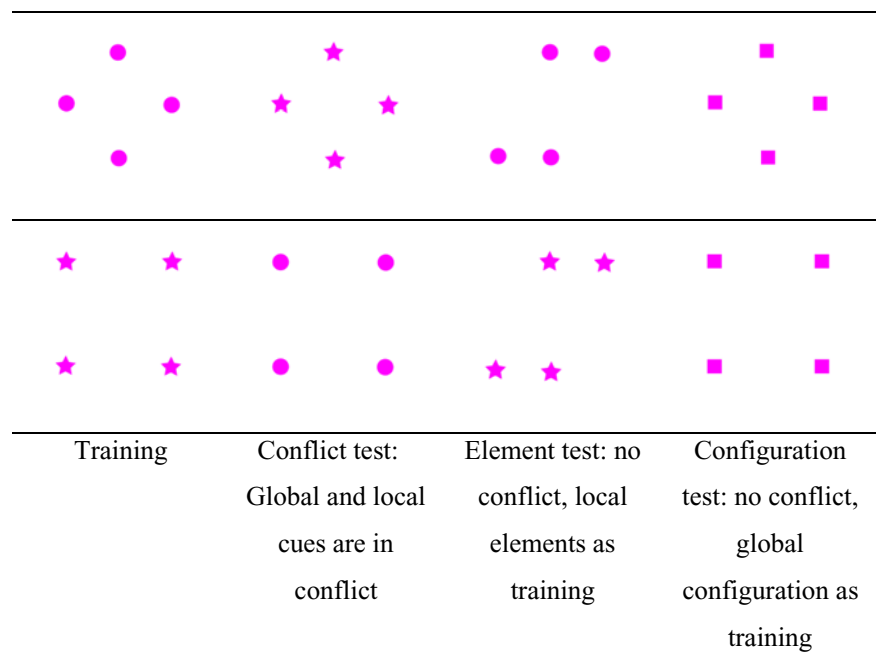 Training
Conflict test:
Global and local
cues are in
conflict
Element test: no
conflict, local
elements as
training
Configuration
test: no conflict,
global
configuration as
training